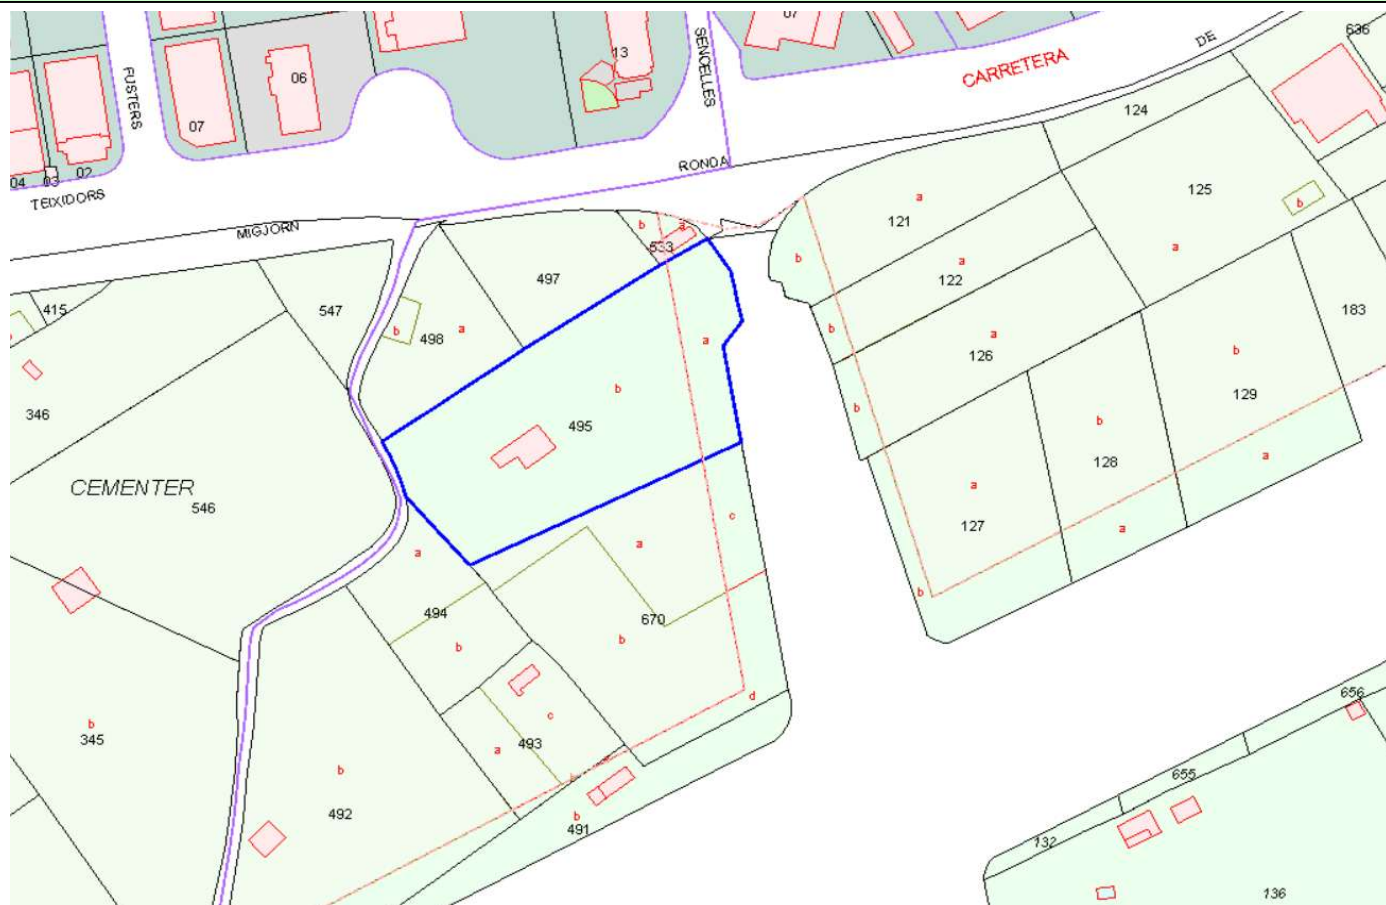 07
636
SENCELLES
13
DE
CARRETERA
06
FUSTERS
124
07
RONDA
02
04
03
125
b
TEIXIDORS
a
121
b
a
MIGJORN
533
a
b
a
122
497
415
547
183
b
a
498
b
a
126
a
b
b
129
b
346
495
b
128
a
CEMENTER
546
a
127
c
a
a
a
b
494
670
b
b
656
d
b
345
c
a
493
b
492
655
b
491
132
136